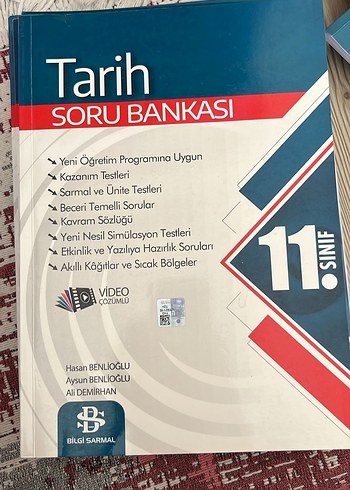 Tarih
SORU BANKASI
Yeni Öğretim Programına Uygun
Kazanım Testleri
Sarmal ve Ünite Testleri
Beceri Temelli Sorular
Kavram Sözlüğü
Yeni Nesil Simülasyon Testleri
Etkinlik ve Yazılıya Hazırlık Soruları
Akıllı Kâğıtlar ve Sıcak Bölgeler
11. SINIF
VİDEO
ÇÖZÜMLÜ
Hasan BENLİOĞLU
Aysun BENLİOĞLU
Ali DEMİRHAN
BİLGİ SARMAL